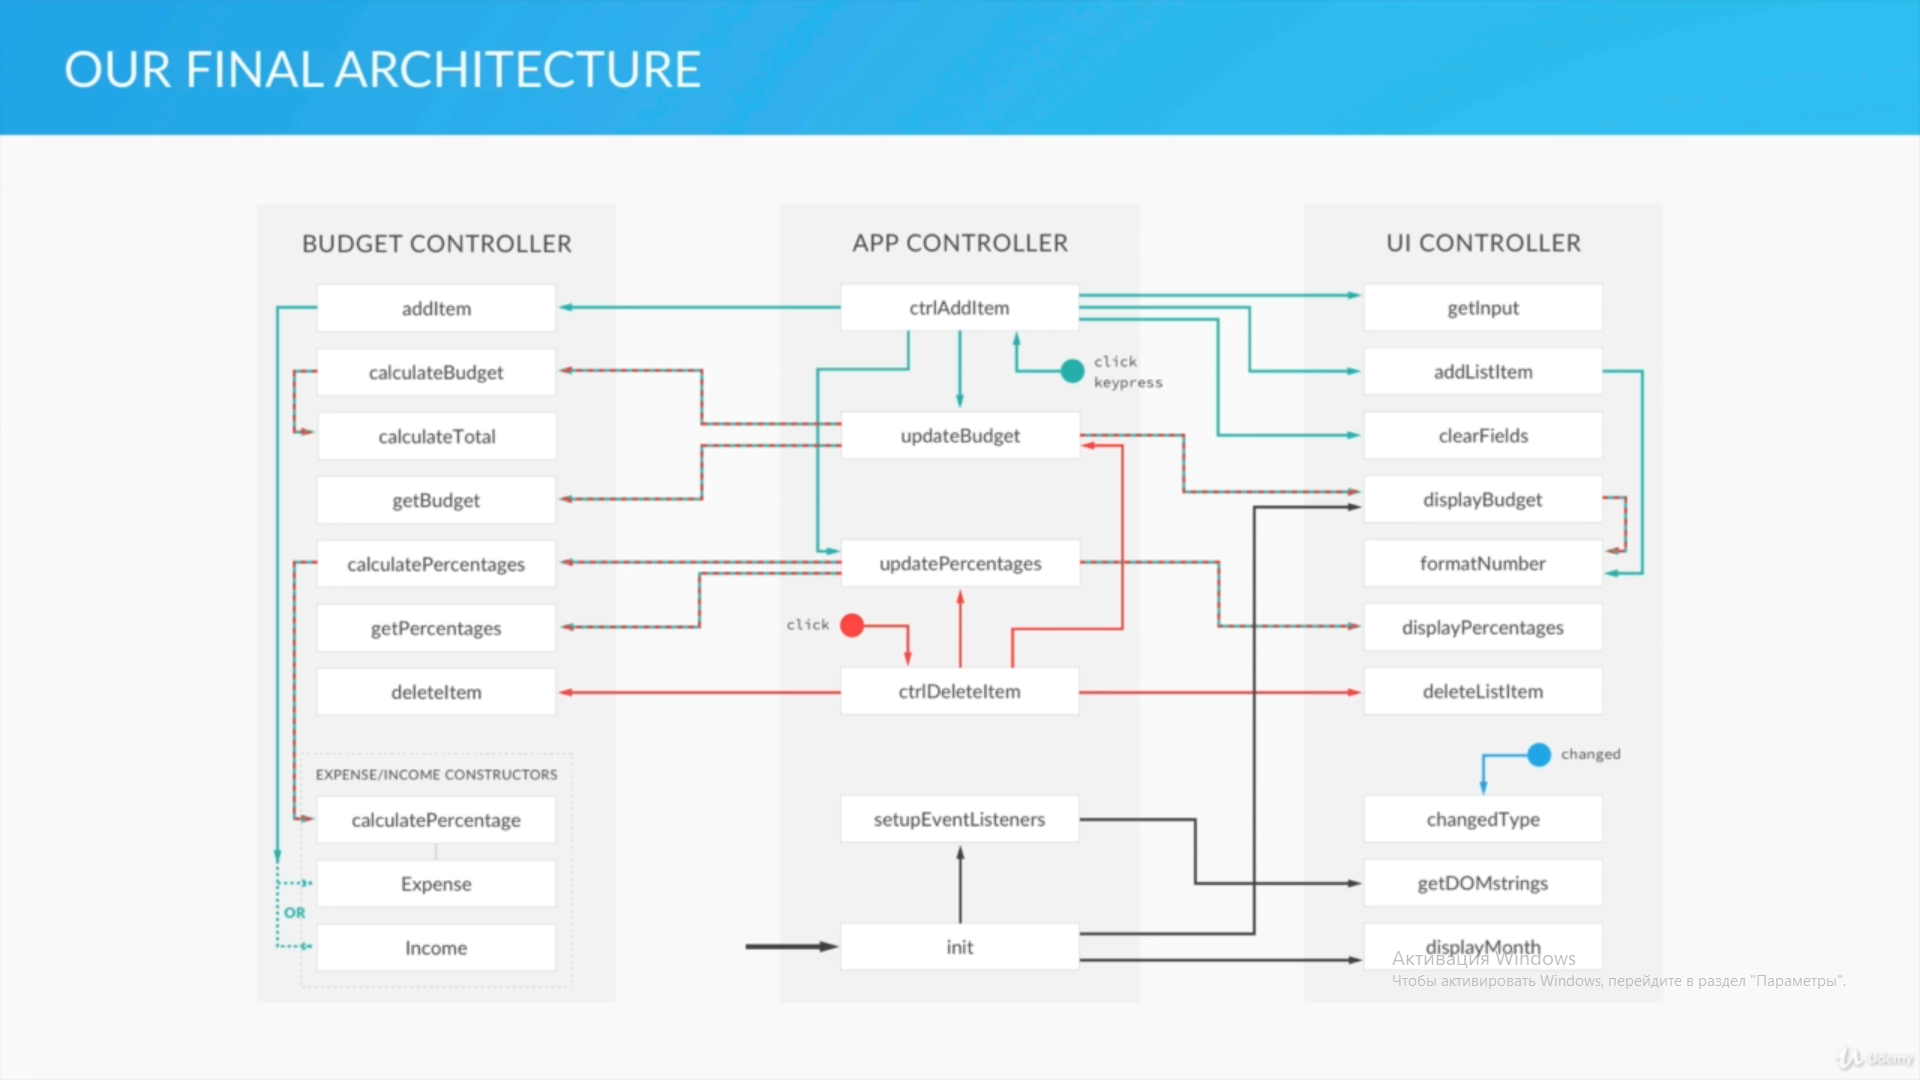 OUR FINAL ARCHITECTURE
BUDGET CONTROLLER
addItem
calculateBudget
calculateTotal
getBudget
calculatePercentages
getPercentages
deleteItem
EXPENSE/INCOME CONSTRUCTORS
calculatePercentage
Expense
OR
Income
APP CONTROLLER
ctrlAddItem
click
keypress
updateBudget
updatePercentages
click
ctrlDeleteItem
setupEventListeners
init
UI CONTROLLER
getInput
addListItem
clearFields
displayBudget
formatNumber
displayPercentages
deleteListItem
changed
changedType
getDOMstrings
displayMonth
Активация Windows
Чтобы активировать Windows, перейдите в раздел "Параметры".
Udemy